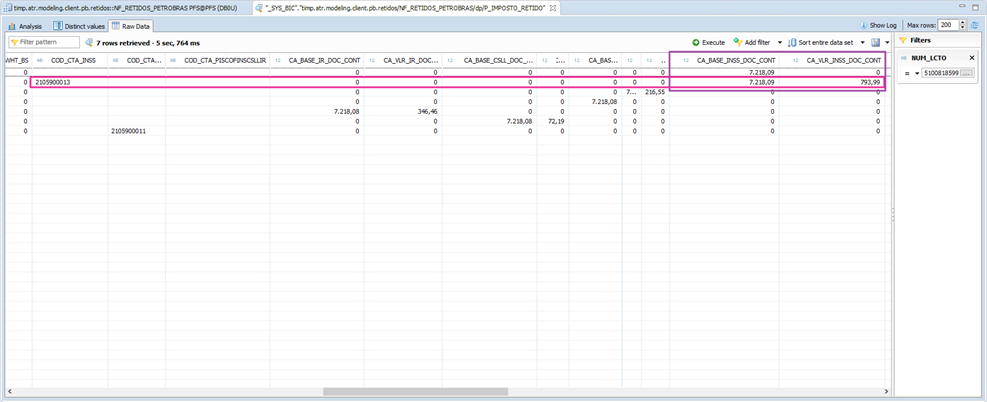 timp.atr.modelng.client.pb.retidos::NF_RETIDOS_PETROBRAS PFS@PFS (DB0U) "_SYS_BIC"."timp.atr.modelng.client.pb.retidos/NF_RETIDOS_PETROBRAS/dp/P_IMPOSTO_RETIDO"
Analysis Distinct values Raw Data Show Log Max rows: 200
Filter pattern 7 rows retrieved - 5 sec, 764 ms Execute Add filter Sort entire data set Filters
WHT_BS COD_CTA_INSS COD_CTA... COD_CTA_PISCOFINSCSLLIR CA_BASE_IR_DOC_CONT CA_VLR_IR_DOC... CA_BASE_CSLL_DOC_... :... CA_BAS... .. CA_BASE_INSS_DOC_CONT CA_VLR_INSS_DOC_CONT NUM_LCTO
= 5100818599 ...
0 0 0 0 0 0 0 0 7.218,09 0
0 2105900013 0 0 0 0 0 0 0 7.218,09 793,99
0 0 0 0 0 0 7... 216,55 0 0
0 0 0 0 0 7.218,08 0 0 0 0
0 7.218,08 346,46 0 0 0 0 0 0 0
0 0 0 7.218,08 72,19 0 0 0 0 0
0 2105900011 0 0 0 0 0 0 0 0 0